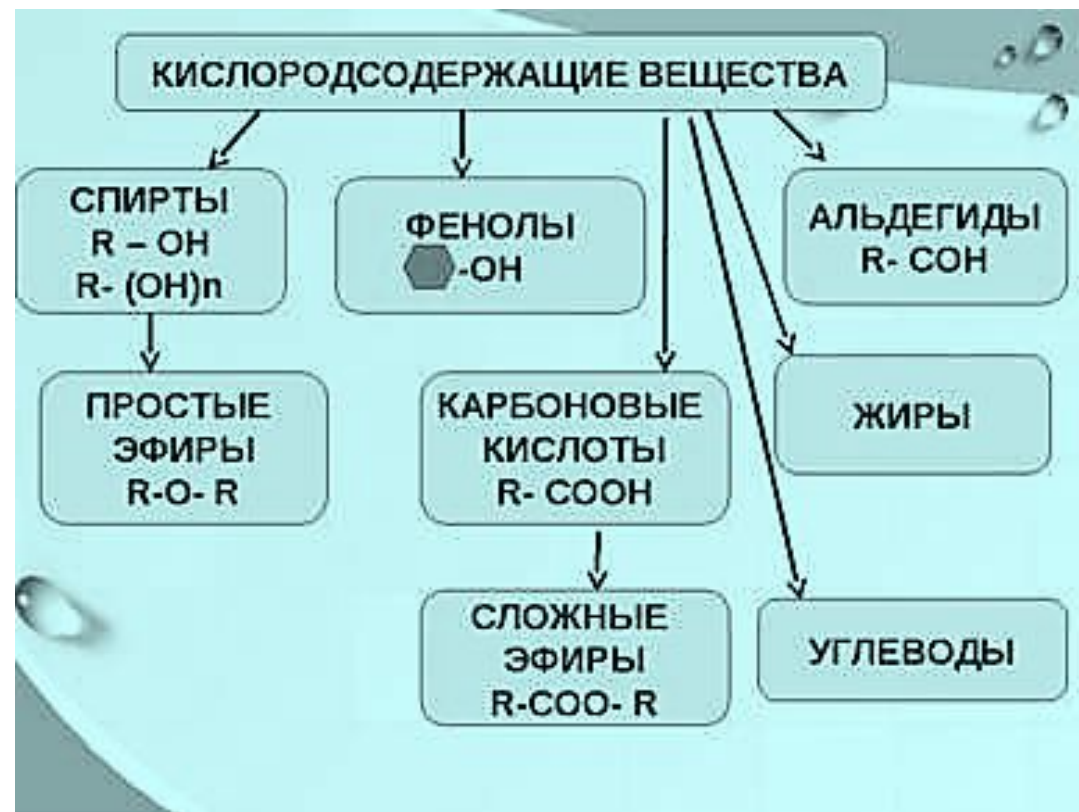 КИСЛОРОДСОДЕРЖАЩИЕ ВЕЩЕСТВА
СПИРТЫ
R – OH
R- (OH)n
ФЕНОЛЫ
-OH
АЛЬДЕГИДЫ
R- COH
ПРОСТЫЕ
ЭФИРЫ
R-O- R
КАРБОНОВЫЕ
КИСЛОТЫ
R- COOH
ЖИРЫ
СЛОЖНЫЕ
ЭФИРЫ
R-COO- R
УГЛЕВОДЫ